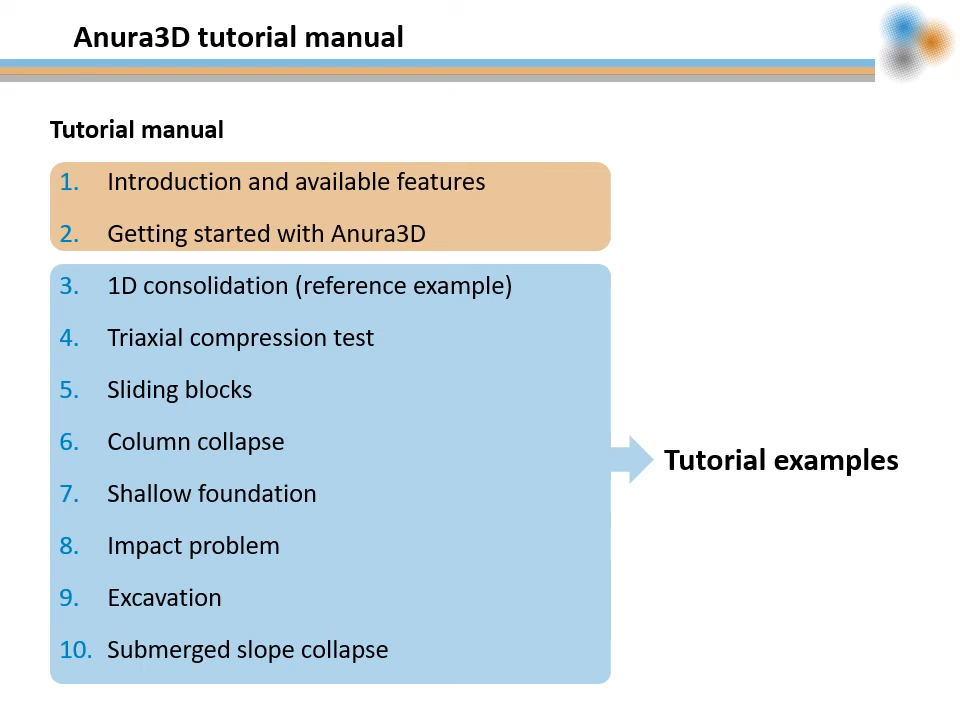 Anura3D tutorial manual
Tutorial manual
1. Introduction and available features
2. Getting started with Anura3D
3. 1D consolidation (reference example)
4. Triaxial compression test
5. Sliding blocks
6. Column collapse
7. Shallow foundation
8. Impact problem
9. Excavation
10. Submerged slope collapse
Tutorial examples